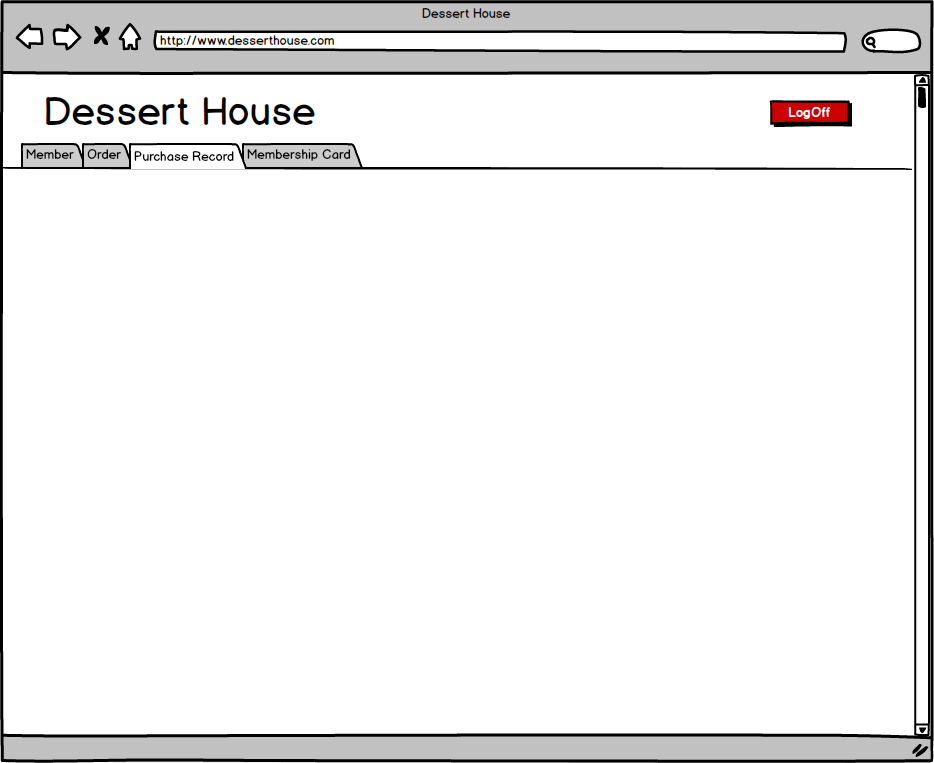 Dessert House
http://www.desserthouse.com
Dessert House
LogOff
Member
Order
Purchase Record
Membership Card